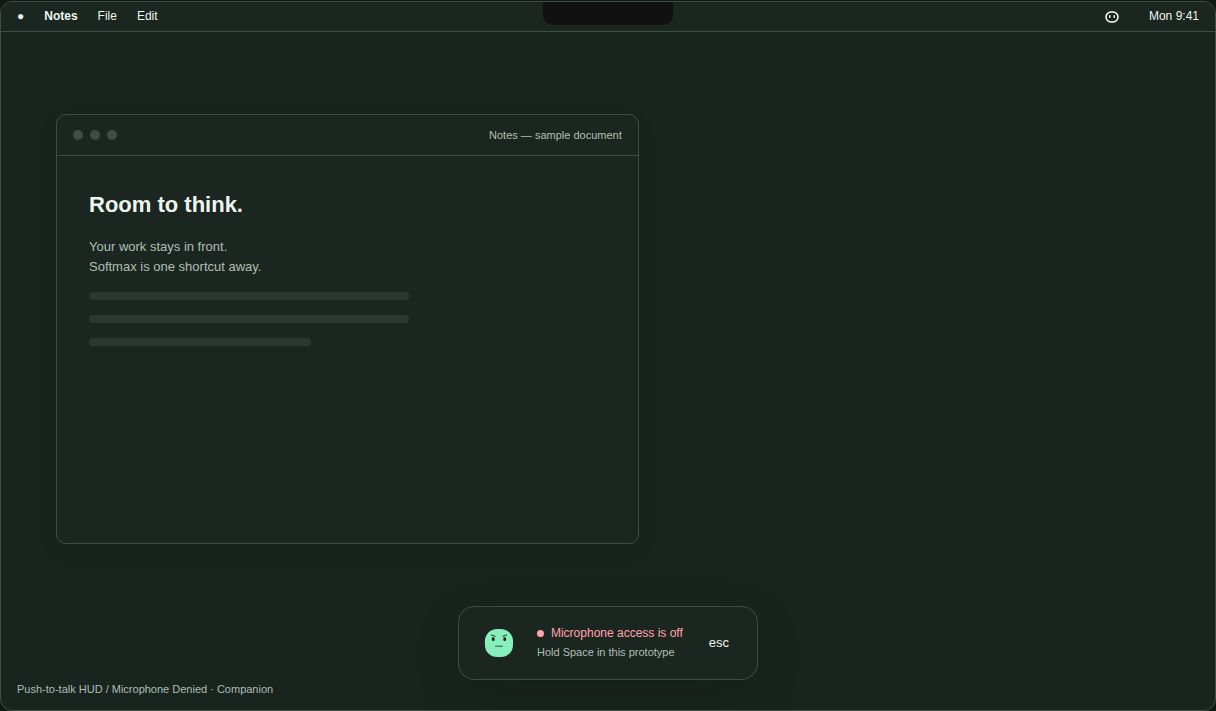 Notes File Edit Mon 9:41
Notes — sample document
Room to think.
Your work stays in front.
Softmax is one shortcut away.
Microphone access is off
Hold Space in this prototype
esc
Push-to-talk HUD / Microphone Denied · Companion